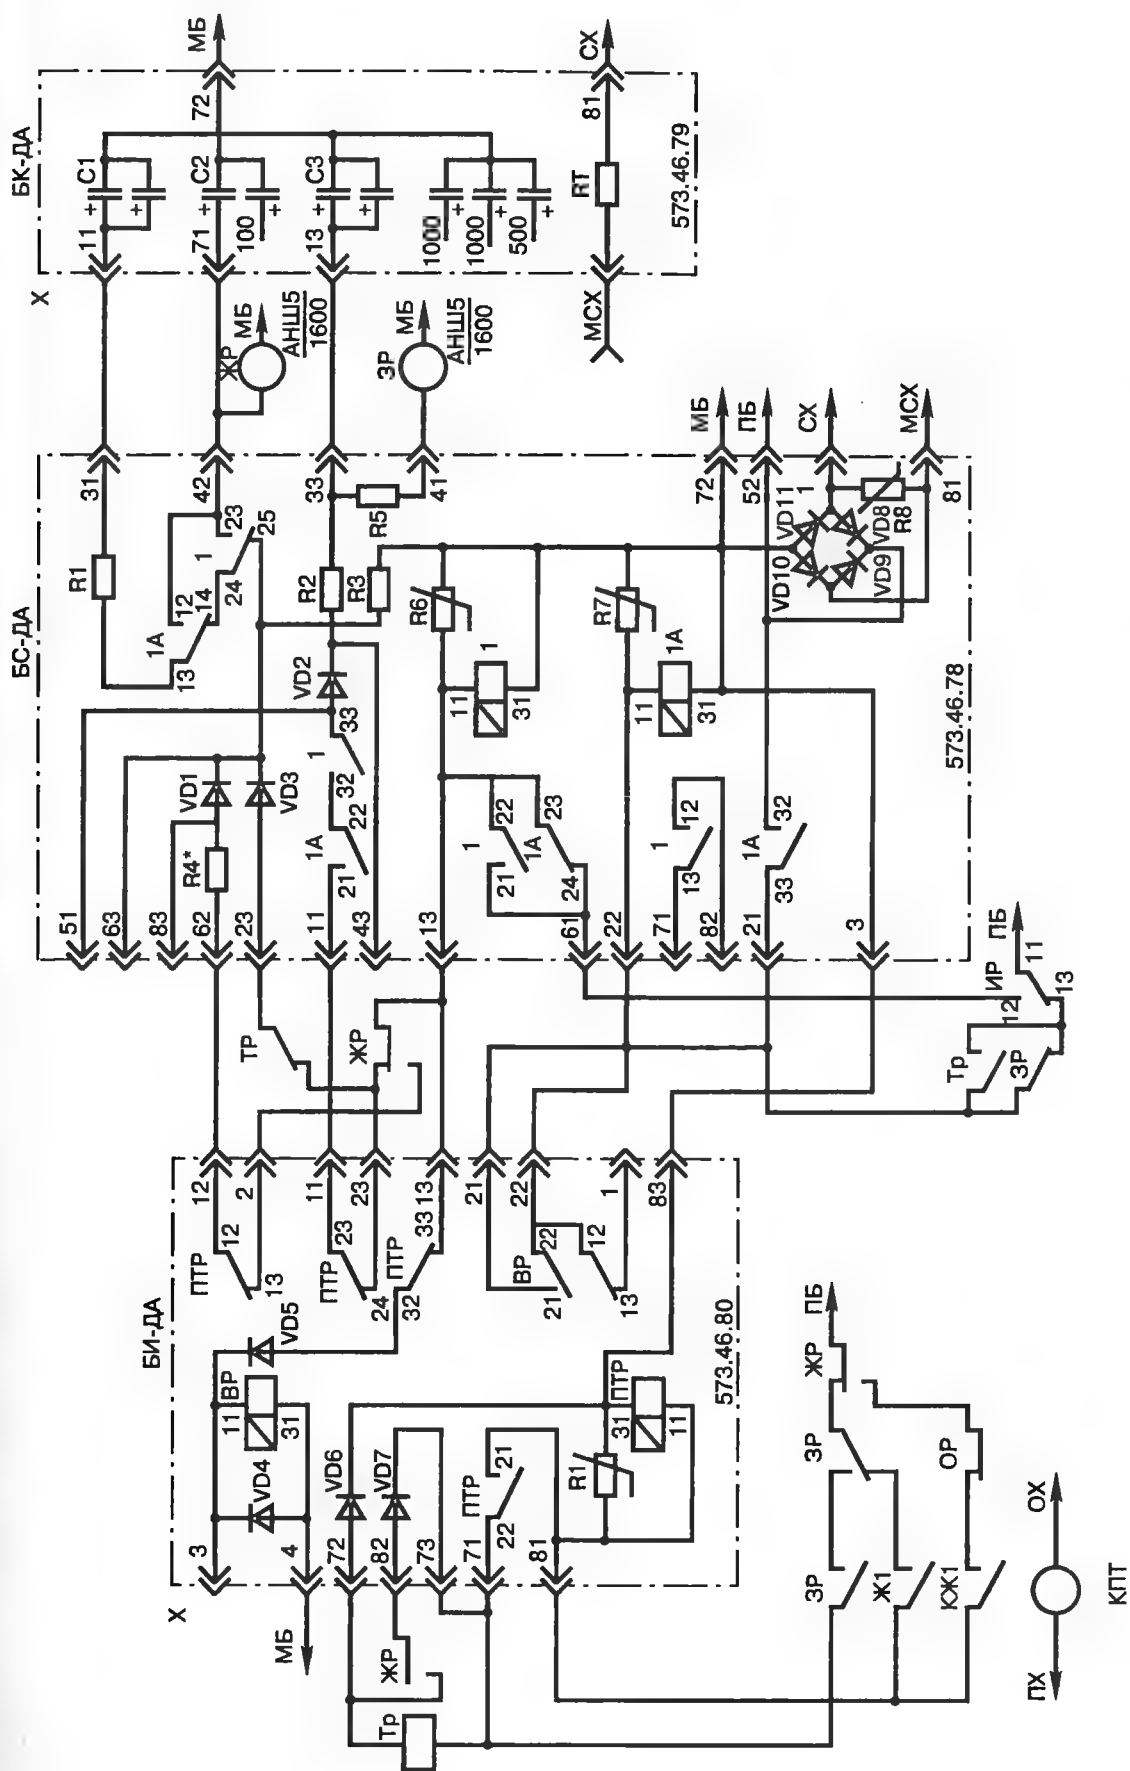 БК-ДА
МБ
72
С1
+
+
11
С2
+
71
100
+
С3
+
13
+
1000
+
1000
+
500
+
RT
81
СХ
МСХ
573.46.79
Х
ЖР
МБ
АНШ5
1600
ЗР
МБ
АНШ5
1600
БС-ДА
31
R1
42
23
25
1
24
12
14
1А
13
33
R5
41
R2
R3
VD2
33
1
32
22
1А
21
51
63
VD1
83
R4*
62
VD3
23
11
43
R6
1
11
31
13
22
1
21
1А
23
24
61
R7
1А
11
31
22
12
1
13
71
82
32
1А
33
21
3
72
МБ
52
ПБ
VD11
1
СХ
VD10
VD8
R8
VD9
81
МСХ
573.46.78
ТР
ЖР
ПБ
11
ИР
12
13
Тр
ЗР
БИ-ДА
12
2
12
ПТР
13
11
23
23
ПТР
24
13
33
ПТР
32
21
22
22
ВР
21
12
13
1
83
VD5
ВР
11
31
VD4
3
4
Х
МБ
VD6
72
VD7
82
73
21
ПТР
22
71
81
R1
ПТР
31
11
573.46.80
ЖР
Тр
ПБ
ЖР
ЗР
ОР
ЗР
Ж1
КЖ1
ОХ
ПХ
КПТ